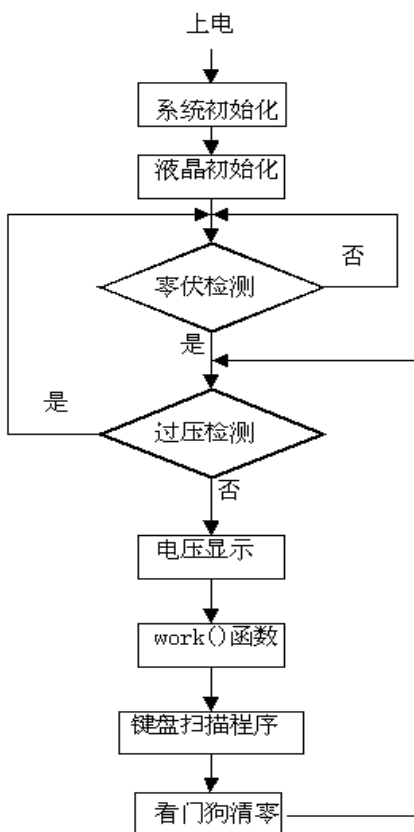 上电
系统初始化
液晶初始化
否
零伏检测
是
是
过压检测
否
电压显示
work()函数
键盘扫描程序
看门狗清零